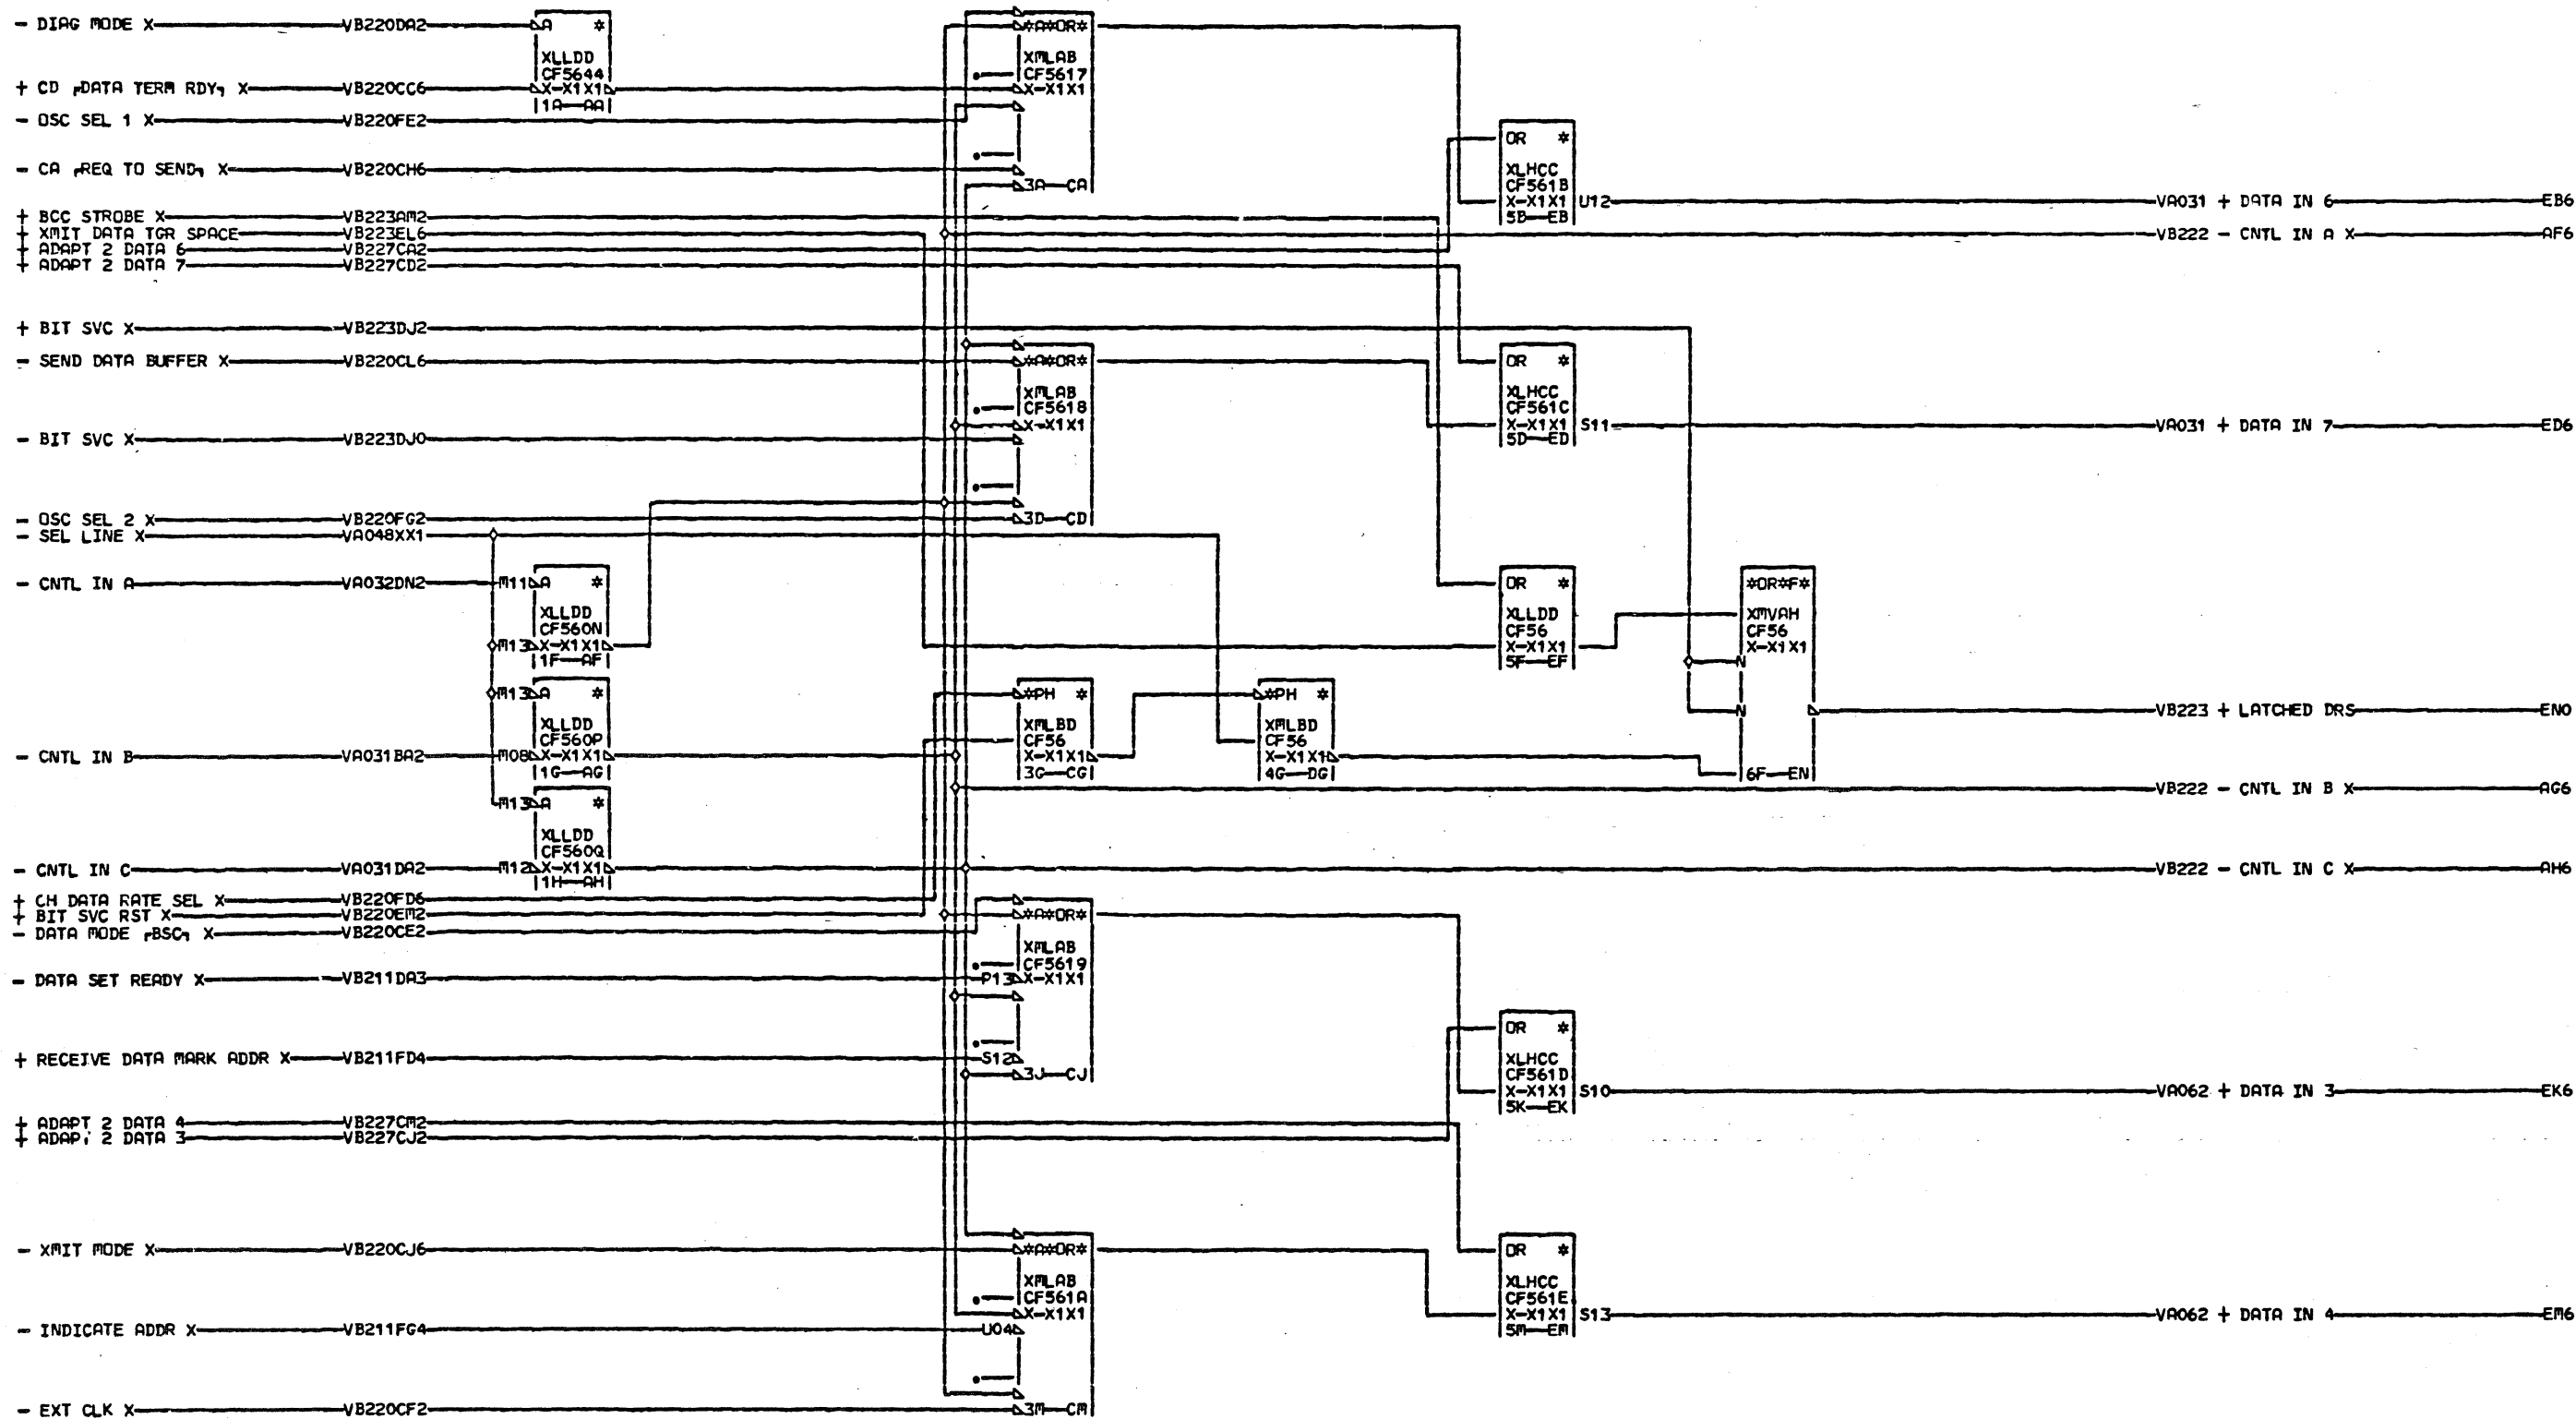 - DIAG MODE X VB220DA2 A * *A*OR*
XLLDD XMLAB
CF5644 CF5617
+ CD ┌DATA TERM RDY┐ X VB220CC6 X-X1X1 X-X1X1
1A AA
- OSC SEL 1 X VB220FE2 OR *
- CA ┌REQ TO SEND┐ X VB220CH6 XLHCC
3A CA CF561B
X-X1X1 U12 VA031 + DATA IN 6 EB6
5B EB
+ BCC STROBE X VB223AM2
+ XMIT DATA TGR SPACE VB223EL6 VB222 - CNTL IN A X AF6
+ ADAPT 2 DATA 6 VB227CA2
+ ADAPT 2 DATA 7 VB227CD2
+ BIT SVC X VB223DJ2
- SEND DATA BUFFER X VB220CL6 *A*OR* OR *
XMLAB XLHCC
CF5618 CF561C
X-X1X1 X-X1X1 S11 VA031 + DATA IN 7 ED6
- BIT SVC X VB223DJ0 5D ED
- OSC SEL 2 X VB220FG2 3D CD
- SEL LINE X VA048XX1
- CNTL IN A VA032DN2 M11 A * OR * *OR*F*
XLLDD XLLDD XMVAH
CF560N CF56 CF56
M13 X-X1X1 X-X1X1 X-X1X1
1F AF 5F EF N
M13 A * *PH * *PH *
N VB223 + LATCHED DRS EN0
XLLDD XMLBD XMLBD
CF560P CF56 CF56
- CNTL IN B VA031BA2 M08 X-X1X1 X-X1X1 X-X1X1
1G AG 3G CG 4G DG 6F EN
VB222 - CNTL IN B X AG6
M13 A *
XLLDD
CF560Q
- CNTL IN C VA031DA2 M12 X-X1X1 VB222 - CNTL IN C X AH6
1H AH
+ CH DATA RATE SEL X VB220FD6
+ BIT SVC RST X VB220EM2 *A*OR*
- DATA MODE ┌BSC┐ X VB220CE2
XMLAB
CF5619
- DATA SET READY X VB211DA3 P13 X-X1X1
OR *
+ RECEIVE DATA MARK ADDR X VB211FD4 S12 XLHCC
3J CJ CF561D
X-X1X1 S10 VA062 + DATA IN 3 EK6
5K EK
+ ADAPT 2 DATA 4 VB227CM2
+ ADAP. 2 DATA 3 VB227CJ2
- XMIT MODE X VB220CJ6 *A*OR* OR *
XMLAB XLHCC
CF561A CF561E
X-X1X1 X-X1X1 S13 VA062 + DATA IN 4 EM6
- INDICATE ADDR X VB211FG4 U04 5M EM
- EXT CLK X VB220CF2 3M CM